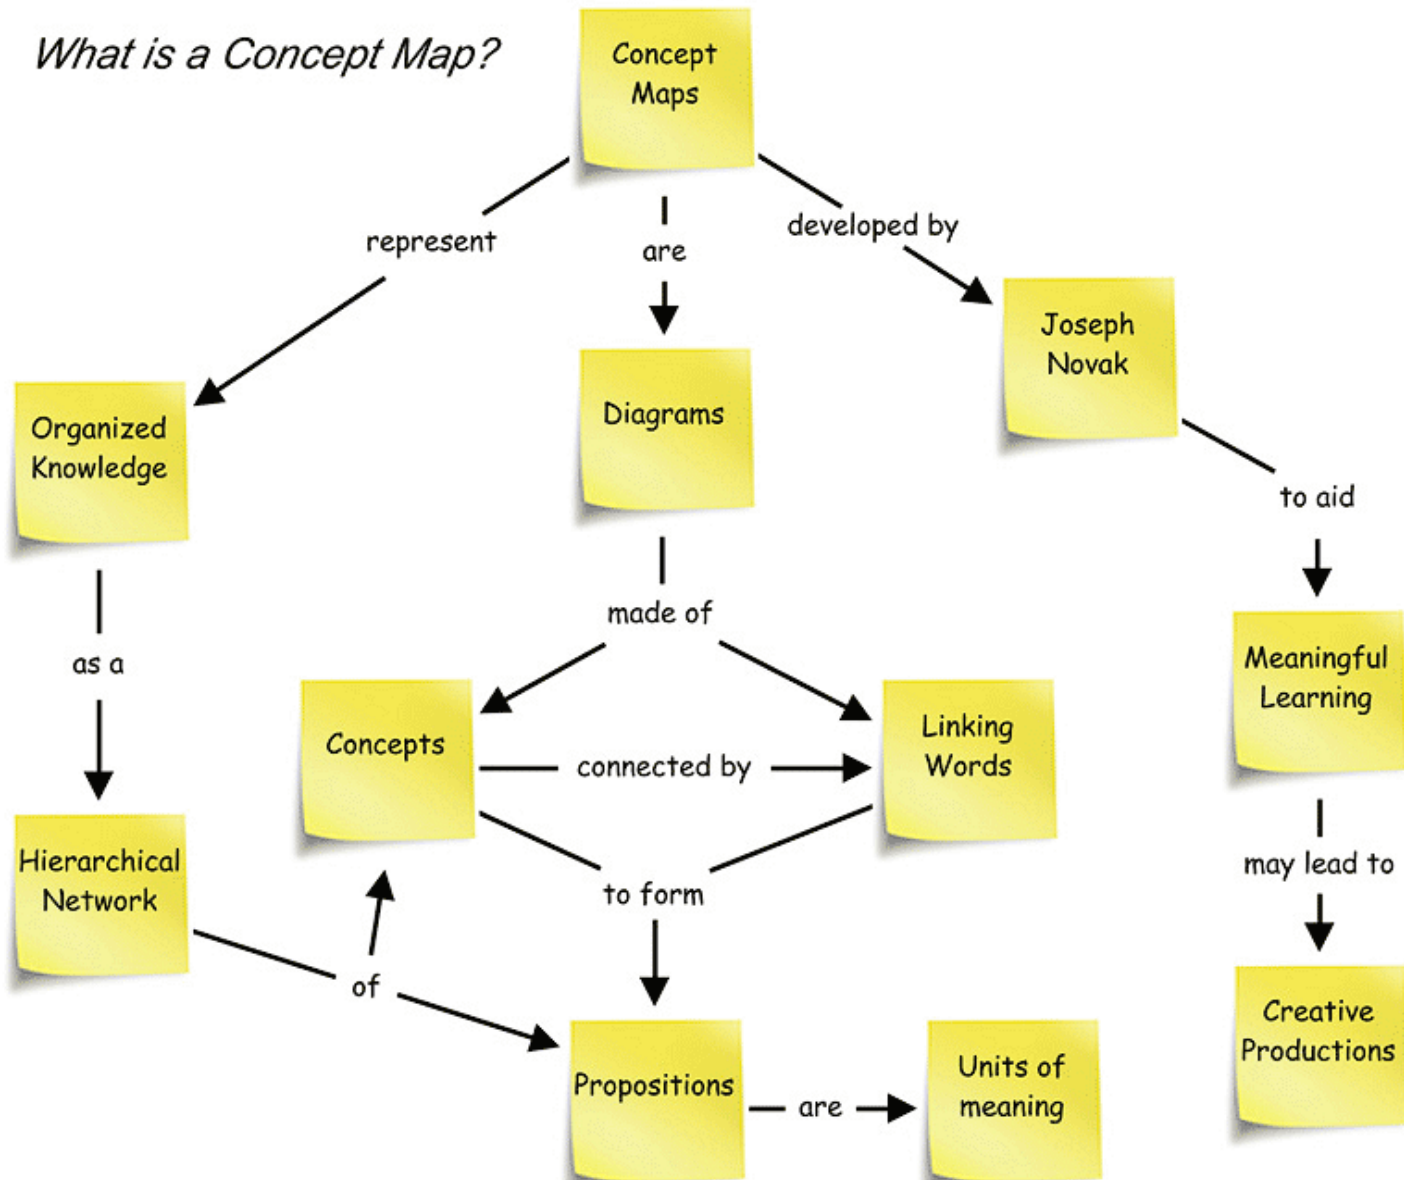 What is a Concept Map?
Concept
Maps
represent
are
developed by
Joseph
Novak
Organized
Knowledge
Diagrams
to aid
made of
as a
Meaningful
Learning
Concepts
connected by
Linking
Words
Hierarchical
Network
to form
may lead to
of
Creative
Productions
Propositions
are
Units of
meaning